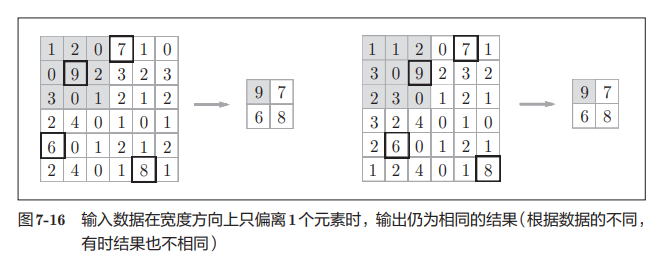 1 2 0 7 1 0
0 9 2 3 2 3
3 0 1 2 1 2
2 4 0 1 0 1
6 0 1 2 1 2
2 4 0 1 8 1
9 7
6 8
1 1 2 0 7 1
3 0 9 2 3 2
2 3 0 1 2 1
3 2 4 0 1 0
2 6 0 1 2 1
1 2 4 0 1 8
9 7
6 8
图7-16 输入数据在宽度方向上只偏离1个元素时，输出仍为相同的结果（根据数据的不同，
有时结果也不相同）